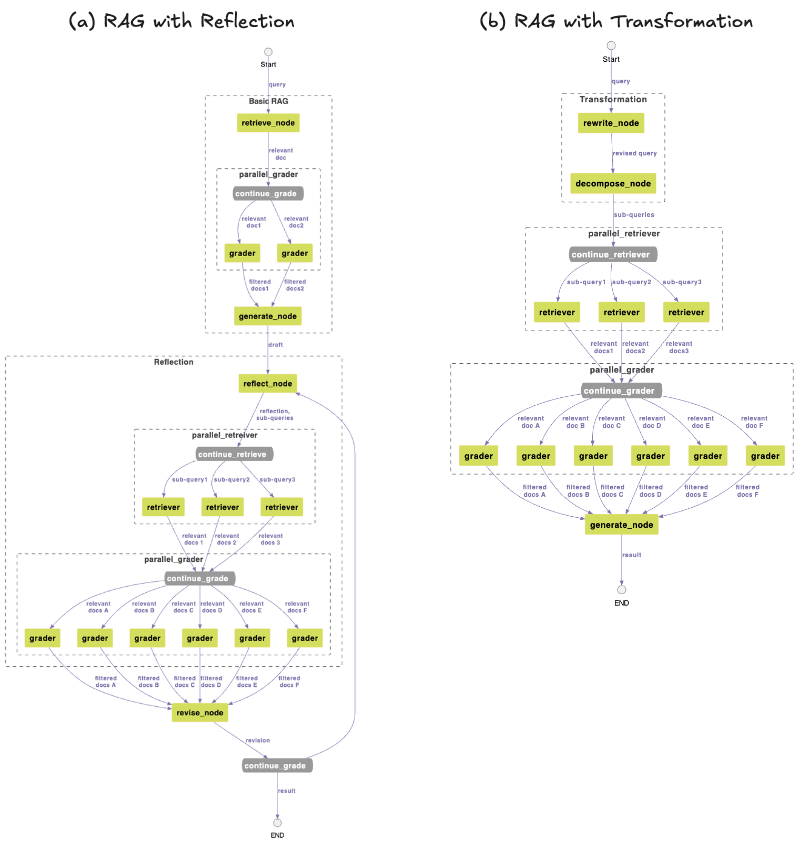 (a) RAG with Reflection
Start
query
Basic RAG
retrieve_node
relevant
doc
parallel_grader
continue_grade
relevant
doc1
relevant
doc2
grader
grader
filtered
docs1
filtered
docs2
generate_node
draft
Reflection
reflect_node
reflection,
sub-queries
parallel_retreiver
continue_retrieve
sub-query1
sub-query2
sub-query3
retriever
retriever
retriever
relevant
docs 1
relevant
docs 2
relevant
docs 3
parallel_grader
continue_grade
relevant
docs A
relevant
docs B
relevant
docs C
relevant
docs D
relevant
docs E
relevant
docs F
grader
grader
grader
grader
grader
grader
filtered
docs A
filtered
docs B
filtered
docs C
filtered
docs D
filtered
docs E
filtered
docs F
revise_node
revision
continue_grade
result
END
(b) RAG with Transformation
Start
query
Transformation
rewrite_node
revised query
decompose_node
sub-queries
parallel_retriever
continue_retriever
sub-query1
sub-query2
sub-query3
retriever
retriever
retriever
relevant
docs1
relevant
docs2
relevant
docs3
parallel_grader
continue_grader
relevant
doc A
relevant
doc B
relevant
doc C
relevant
doc D
relevant
doc E
relevant
doc F
grader
grader
grader
grader
grader
grader
filtered
docs A
filtered
docs B
filtered
docs C
filtered
docs D
filtered
docs E
filtered
docs F
generate_node
result
END